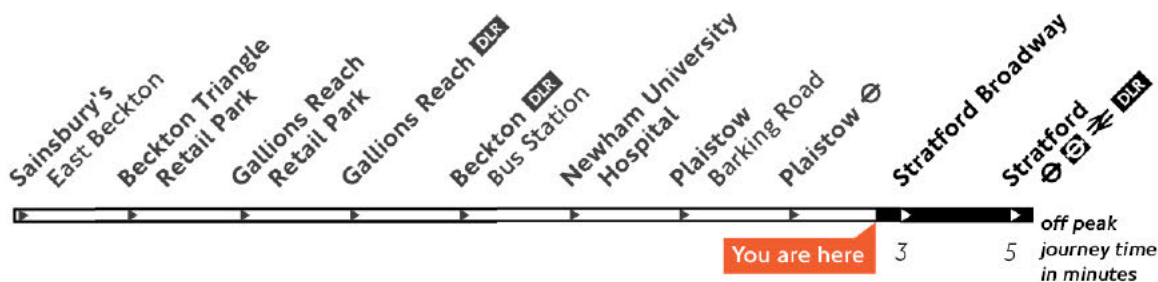 Sainsbury's
East Beckton
Beckton Triangle
Retail Park
Gallions Reach
Retail Park
Gallions Reach DLR
Beckton DLR
Bus Station
Newham University
Hospital
Plaistow
Barking Road
Plaistow
Stratford Broadway
Stratford
DLR
You are here
3
5
off peak
journey time
in minutes